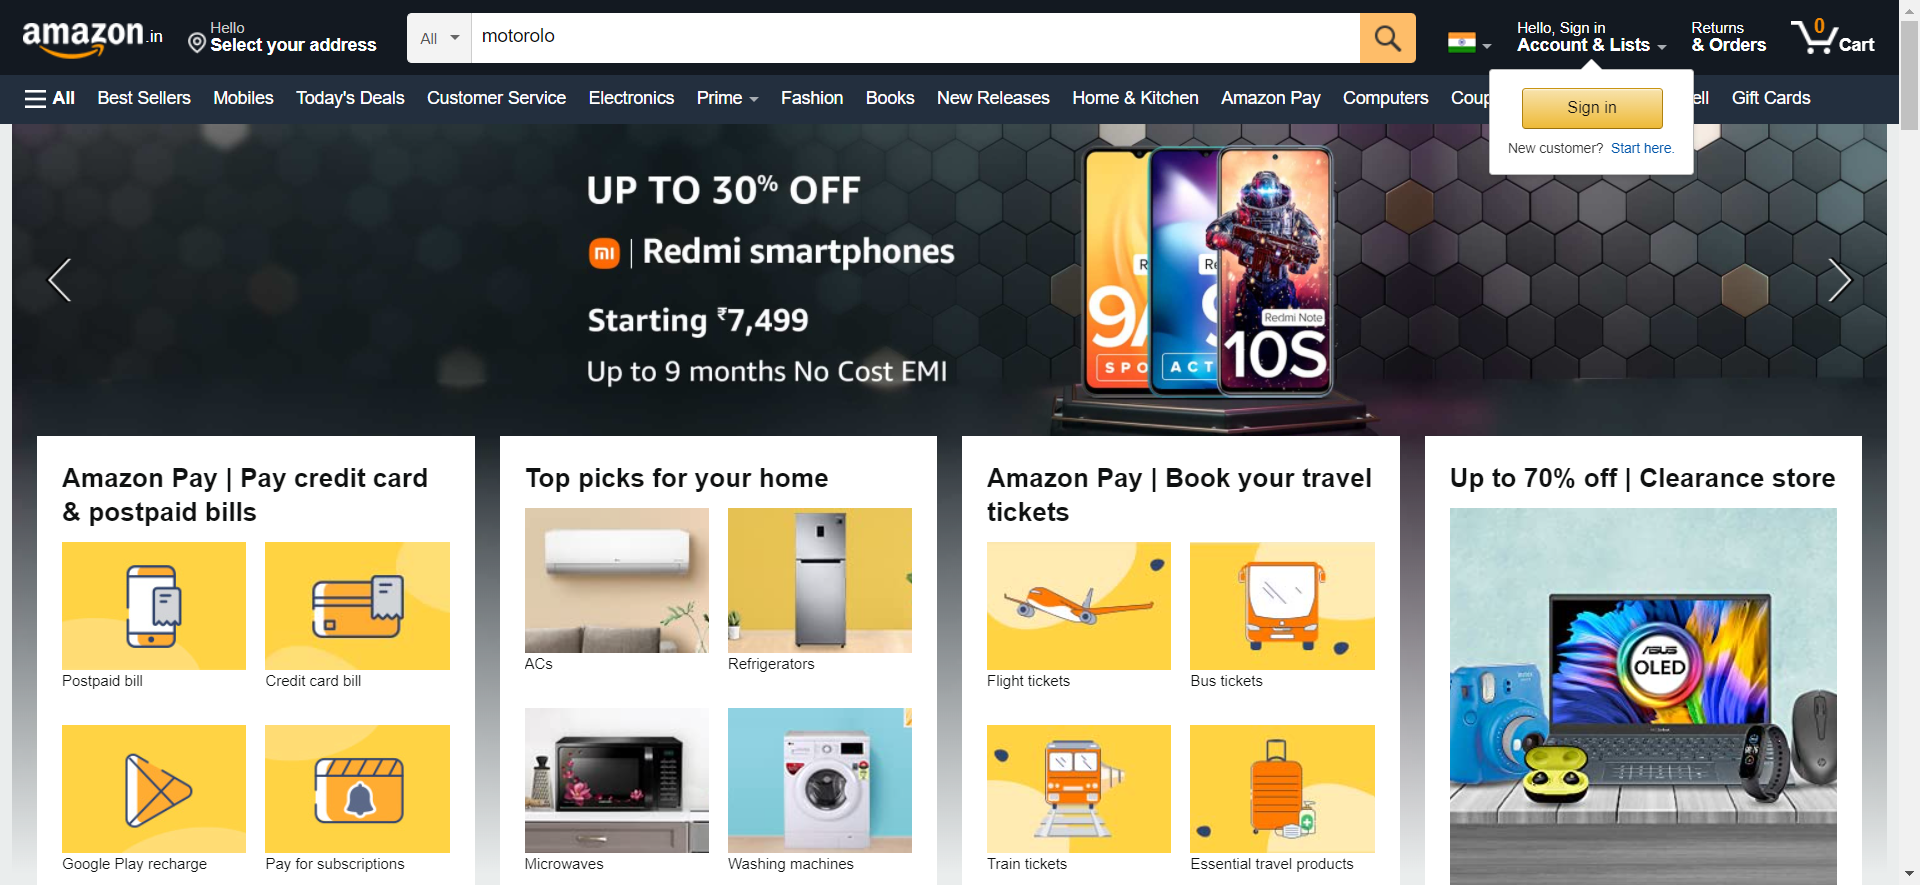 amazon.in
Hello
Select your address
All
motorolo
Hello, Sign in
Account & Lists
Returns
& Orders
0
Cart
All
Best Sellers
Mobiles
Today's Deals
Customer Service
Electronics
Prime
Fashion
Books
New Releases
Home & Kitchen
Amazon Pay
Computers
Coup
ell
Gift Cards
Sign in
New customer? Start here.
UP TO 30% OFF
mi | Redmi smartphones
Starting ₹7,499
Up to 9 months No Cost EMI
R
9A
SPO
Re
9
ACT
Redmi Note
10S
Amazon Pay | Pay credit card
& postpaid bills
Postpaid bill
Credit card bill
Google Play recharge
Pay for subscriptions
Top picks for your home
ACs
Refrigerators
Microwaves
Washing machines
Amazon Pay | Book your travel
tickets
Flight tickets
Bus tickets
Train tickets
Essential travel products
Up to 70% off | Clearance store
ASUS
OLED
hp